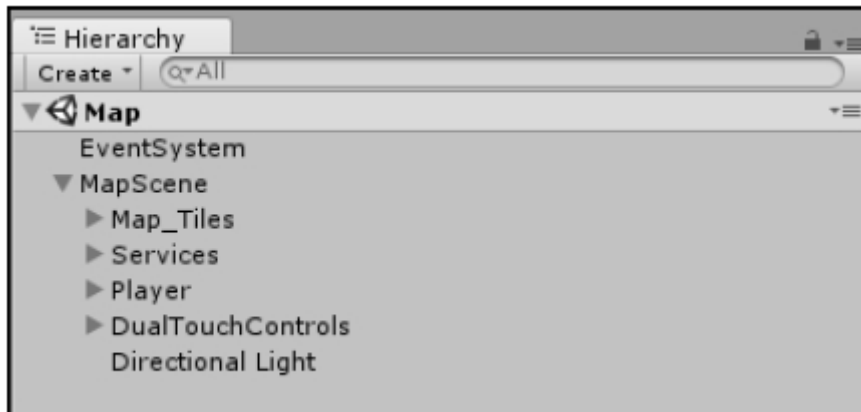 Hierarchy
Create All
Map
EventSystem
MapScene
Map_Tiles
Services
Player
DualTouchControls
Directional Light